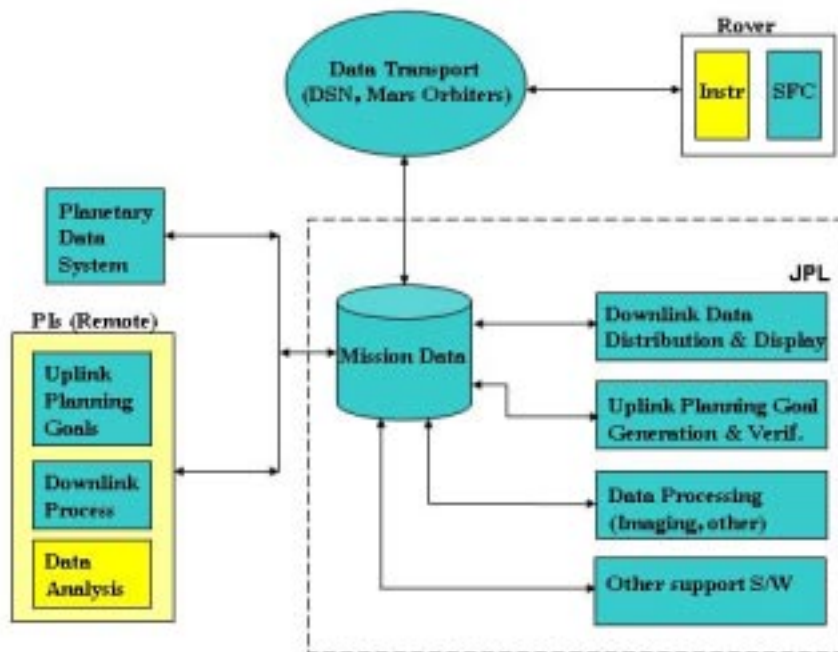 Rover
Data Transport
(DSN, Mars Orbiters)
Instr
SFC
Planetary
Data
System
JPL
PIs (Remote)
Mission Data
Downlink Data
Distribution & Display
Uplink
Planning
Goals
Uplink Planning Goal
Generation & Verif.
Downlink
Process
Data Processing
(Imaging, other)
Data
Analysis
Other support S/W